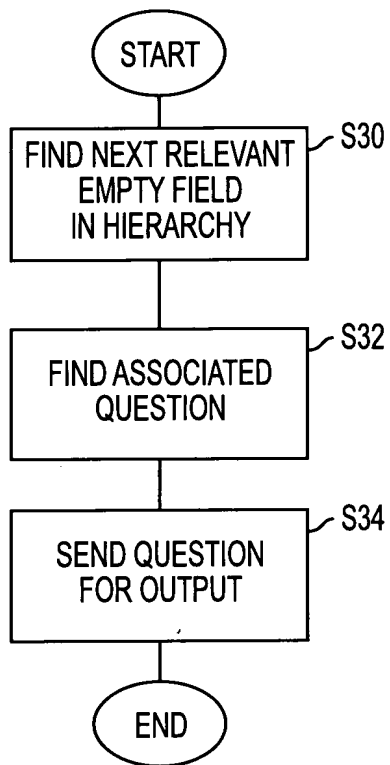 START
S30
FIND NEXT RELEVANT
EMPTY FIELD
IN HIERARCHY
S32
FIND ASSOCIATED
QUESTION
S34
SEND QUESTION
FOR OUTPUT
END